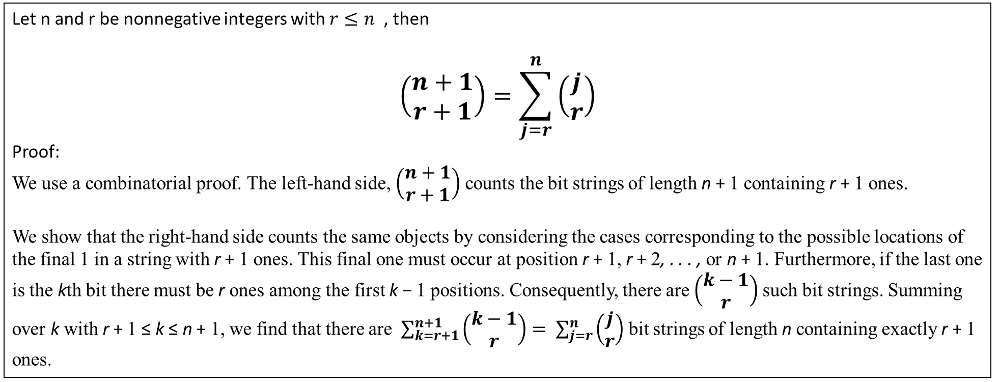 Let n and r be nonnegative integers with r ≤ n , then
\binom{n + 1}{r + 1} = \sum_{j=r}^{n} \binom{j}{r}
Proof:
We use a combinatorial proof. The left-hand side, \binom{n + 1}{r + 1} counts the bit strings of length n + 1 containing r + 1 ones.
We show that the right-hand side counts the same objects by considering the cases corresponding to the possible locations of
the final 1 in a string with r + 1 ones. This final one must occur at position r + 1, r + 2, . . . , or n + 1. Furthermore, if the last one
is the kth bit there must be r ones among the first k − 1 positions. Consequently, there are \binom{k − 1}{r} such bit strings. Summing
over k with r + 1 ≤ k ≤ n + 1, we find that there are \sum_{k=r+1}^{n+1} \binom{k − 1}{r} = \sum_{j=r}^{n} \binom{j}{r} bit strings of length n containing exactly r + 1
ones.